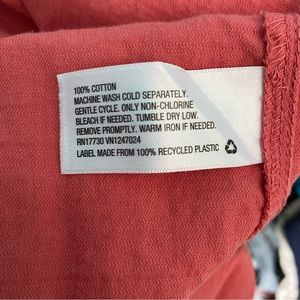 100% COTTON
MACHINE WASH COLD SEPARATELY.
GENTLE CYCLE. ONLY NON-CHLORINE
BLEACH IF NEEDED. TUMBLE DRY LOW.
REMOVE PROMPTLY. WARM IRON IF NEEDED.
RN17730 VN1247024
LABEL MADE FROM 100% RECYCLED PLASTIC